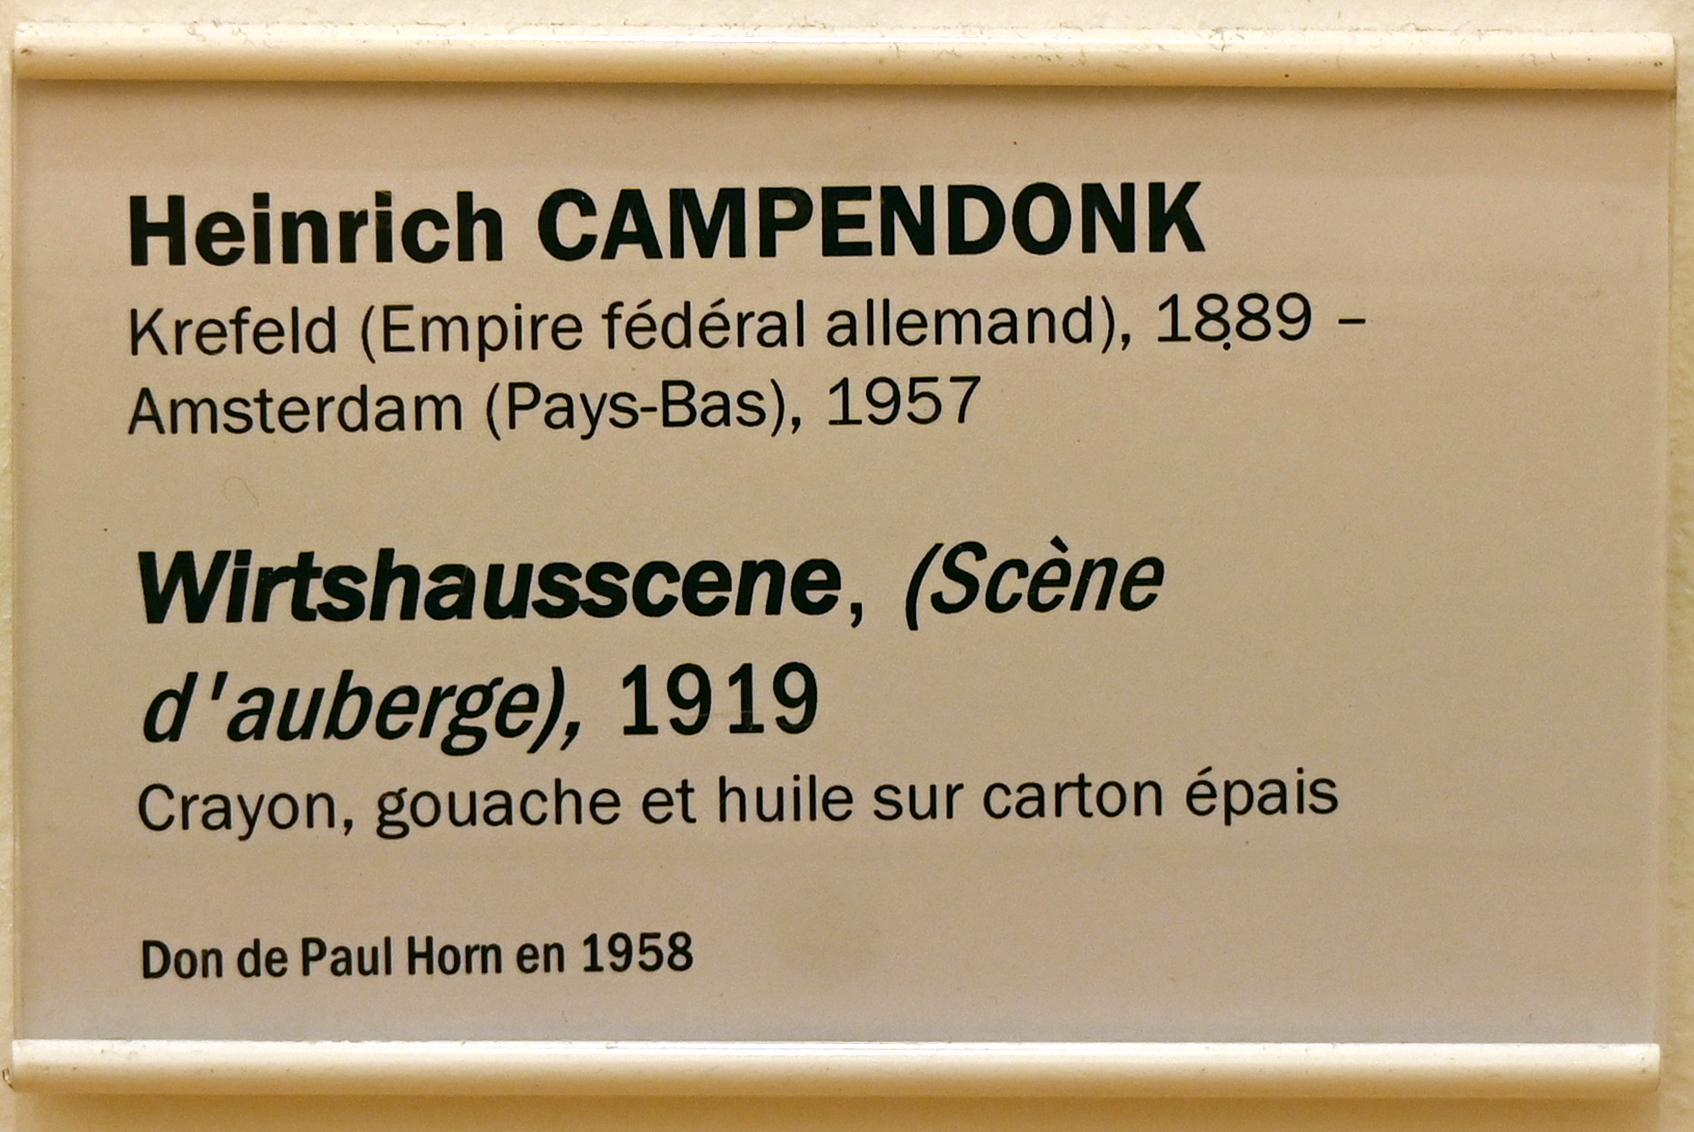 Heinrich CAMPENDONK
Krefeld (Empire fédéral allemand), 1889 –
Amsterdam (Pays-Bas), 1957
Wirtshausscene, (Scène
d'auberge), 1919
Crayon, gouache et huile sur carton épais
Don de Paul Horn en 1958